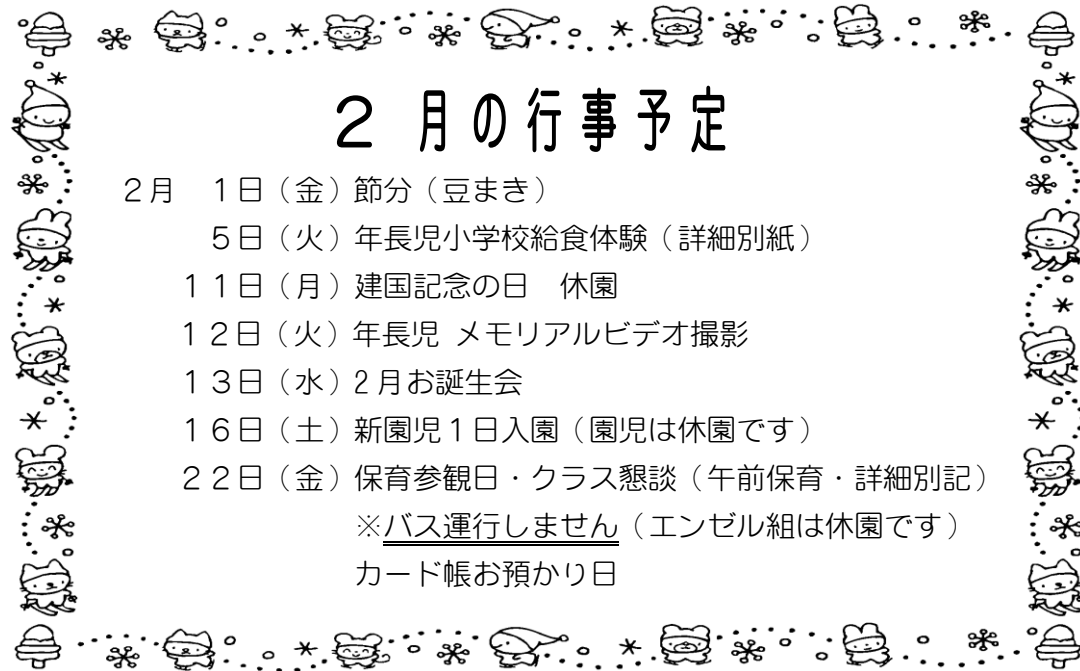 ２月の行事予定
２月　１日（金）節分（豆まき）
５日（火）年長児小学校給食体験（詳細別紙）
１１日（月）建国記念の日　休園
１２日（火）年長児 メモリアルビデオ撮影
１３日（水）2月お誕生会
１６日（土）新園児１日入園（園児は休園です）
２２日（金）保育参観日・クラス懇談（午前保育・詳細別記）
※バス運行しません（エンゼル組は休園です）
カード帳お預かり日